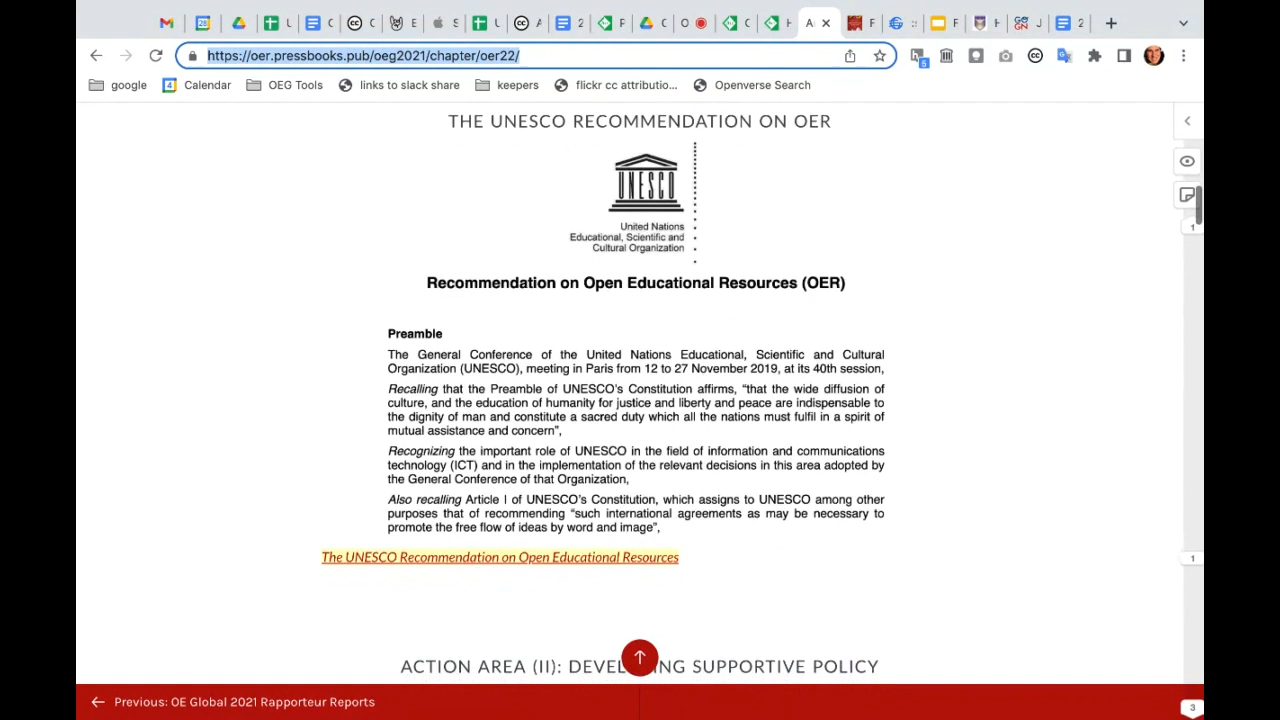 28
L
C
C
E
S
L
A
2
F
C
O
C
H
A
F
:
F
H
GO
GN
J
2
https://oer.pressbooks.pub/oeg2021/chapter/oer22/
5
google
4
Calendar
OEG Tools
links to slack share
keepers
flickr cc attributio...
Openverse Search
THE UNESCO RECOMMENDATION ON OER
UNESCO
United Nations
Educational, Scientific and
Cultural Organization
1
Recommendation on Open Educational Resources (OER)
Preamble
The General Conference of the United Nations Educational, Scientific and Cultural
Organization (UNESCO), meeting in Paris from 12 to 27 November 2019, at its 40th session,
Recalling that the Preamble of UNESCO's Constitution affirms, “that the wide diffusion of
culture, and the education of humanity for justice and liberty and peace are indispensable to
the dignity of man and constitute a sacred duty which all the nations must fulfil in a spirit of
mutual assistance and concern”,
Recognizing the important role of UNESCO in the field of information and communications
technology (ICT) and in the implementation of the relevant decisions in this area adopted by
the General Conference of that Organization,
Also recalling Article I of UNESCO's Constitution, which assigns to UNESCO among other
purposes that of recommending “such international agreements as may be necessary to
promote the free flow of ideas by word and image”,
The UNESCO Recommendation on Open Educational Resources
1
ACTION AREA (II): DEVEL NG SUPPORTIVE POLICY
Previous: OE Global 2021 Rapporteur Reports
3